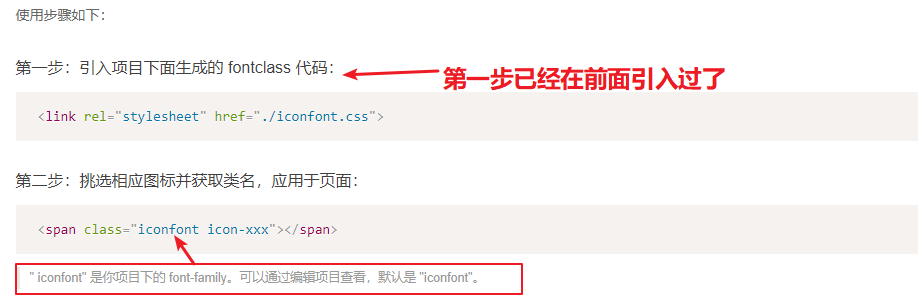 使用步骤如下：
第一步：引入项目下面生成的 fontclass 代码：
第一步已经在前面引入过了
<link rel="stylesheet" href="./iconfont.css">
第二步：挑选相应图标并获取类名，应用于页面：
<span class="iconfont icon-xxx"></span>
" iconfont" 是你项目下的 font-family。可以通过编辑项目查看，默认是 "iconfont"。